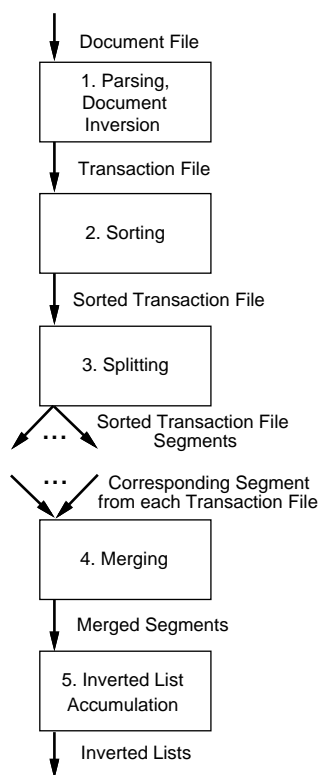 Document File
1. Parsing,
Document
Inversion
Transaction File
2. Sorting
Sorted Transaction File
3. Splitting
...
Sorted Transaction File
Segments
...
Corresponding Segment
from each Transaction File
4. Merging
Merged Segments
5. Inverted List
Accumulation
Inverted Lists